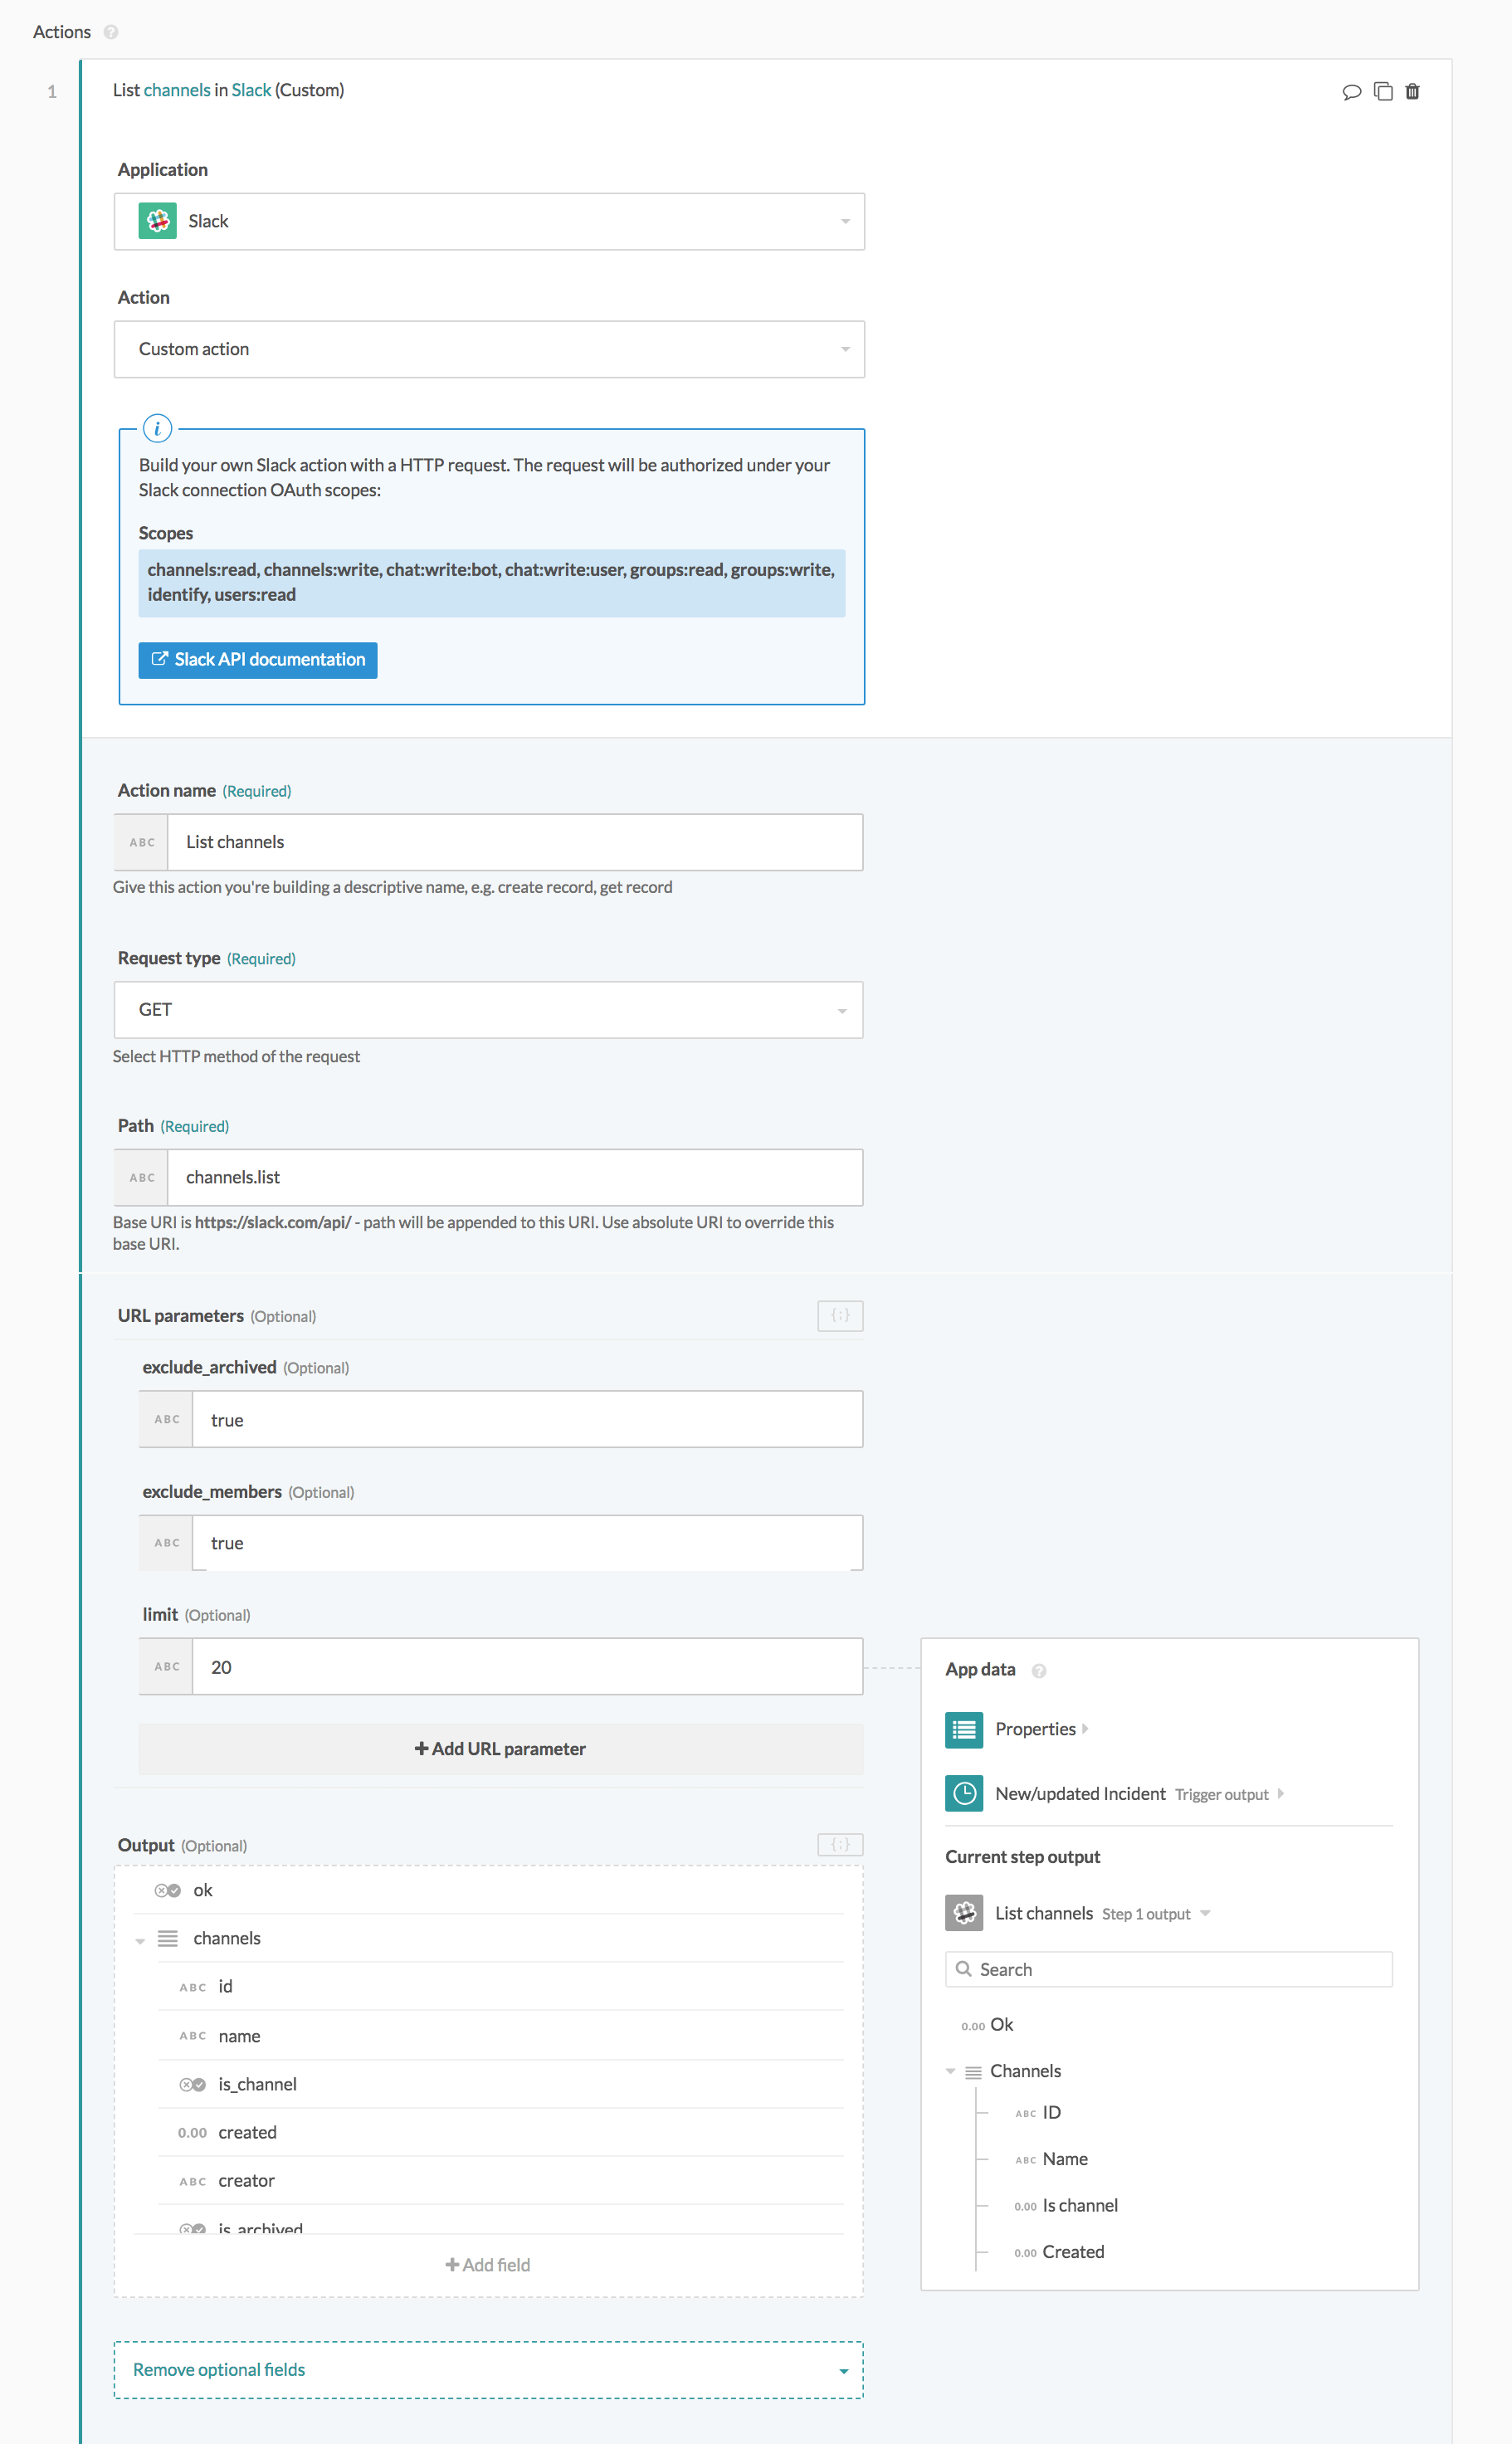 Actions ?
1
List channels in Slack (Custom)
Application
Slack
Action
Custom action
i
Build your own Slack action with a HTTP request. The request will be authorized under your
Slack connection OAuth scopes:
Scopes
channels:read, channels:write, chat:write:bot, chat:write:user, groups:read, groups:write,
identify, users:read
Slack API documentation
Action name (Required)
ABC List channels
Give this action you're building a descriptive name, e.g. create record, get record
Request type (Required)
GET
Select HTTP method of the request
Path (Required)
ABC channels.list
Base URI is https://slack.com/api/ - path will be appended to this URI. Use absolute URI to override this
base URI.
URL parameters (Optional) {;}
exclude_archived (Optional)
ABC true
exclude_members (Optional)
ABC true
limit (Optional)
ABC 20
+ Add URL parameter
Output (Optional) {;}
ok
channels
ABC id
ABC name
is_channel
0.00 created
ABC creator
is_archived
+ Add field
Remove optional fields
App data ?
Properties
New/updated Incident Trigger output
Current step output
List channels Step 1 output
Search
0.00 Ok
Channels
ABC ID
ABC Name
0.00 Is channel
0.00 Created